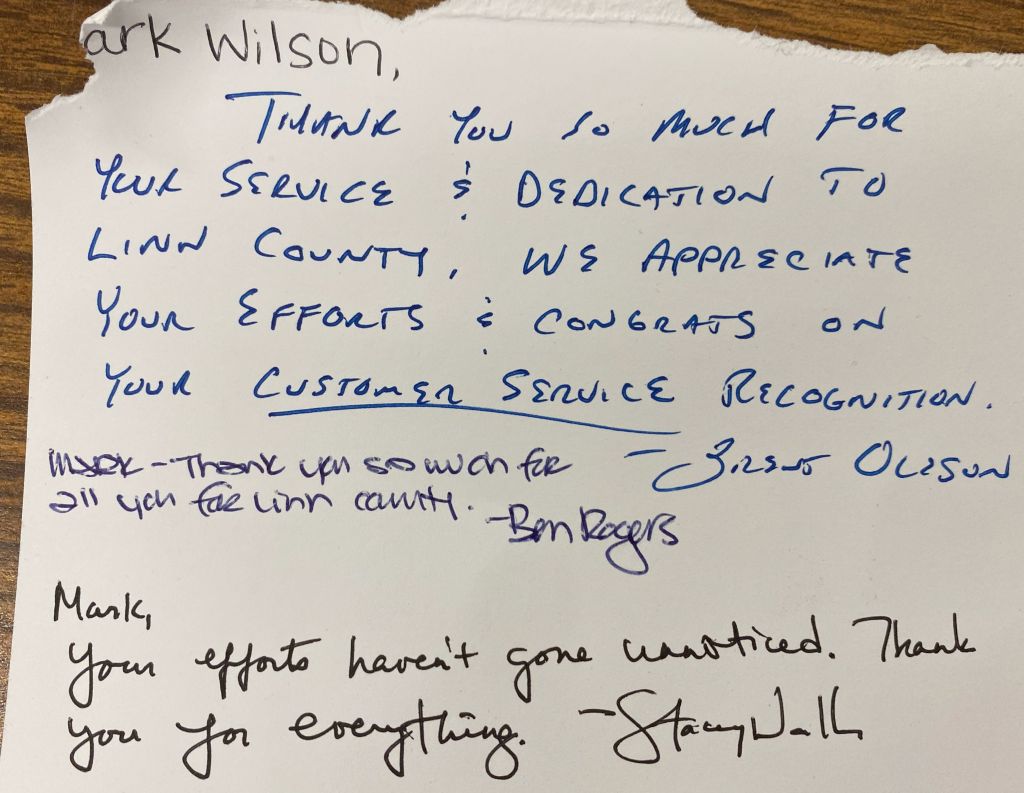 ark Wilson,
THANK YOU SO MUCH FOR
YOUR SERVICE & DEDICATION TO
LINN COUNTY, WE APPRECIATE
YOUR EFFORTS & CONGRATS ON
YOUR CUSTOMER SERVICE RECOGNITION.
- BRENT OLESON
Mark - Thank you so much for
all you for Linn county.
- Ben Rogers
Mark,
Your efforts haven't gone unnoticed. Thank
you for everything. - Stacey Walk